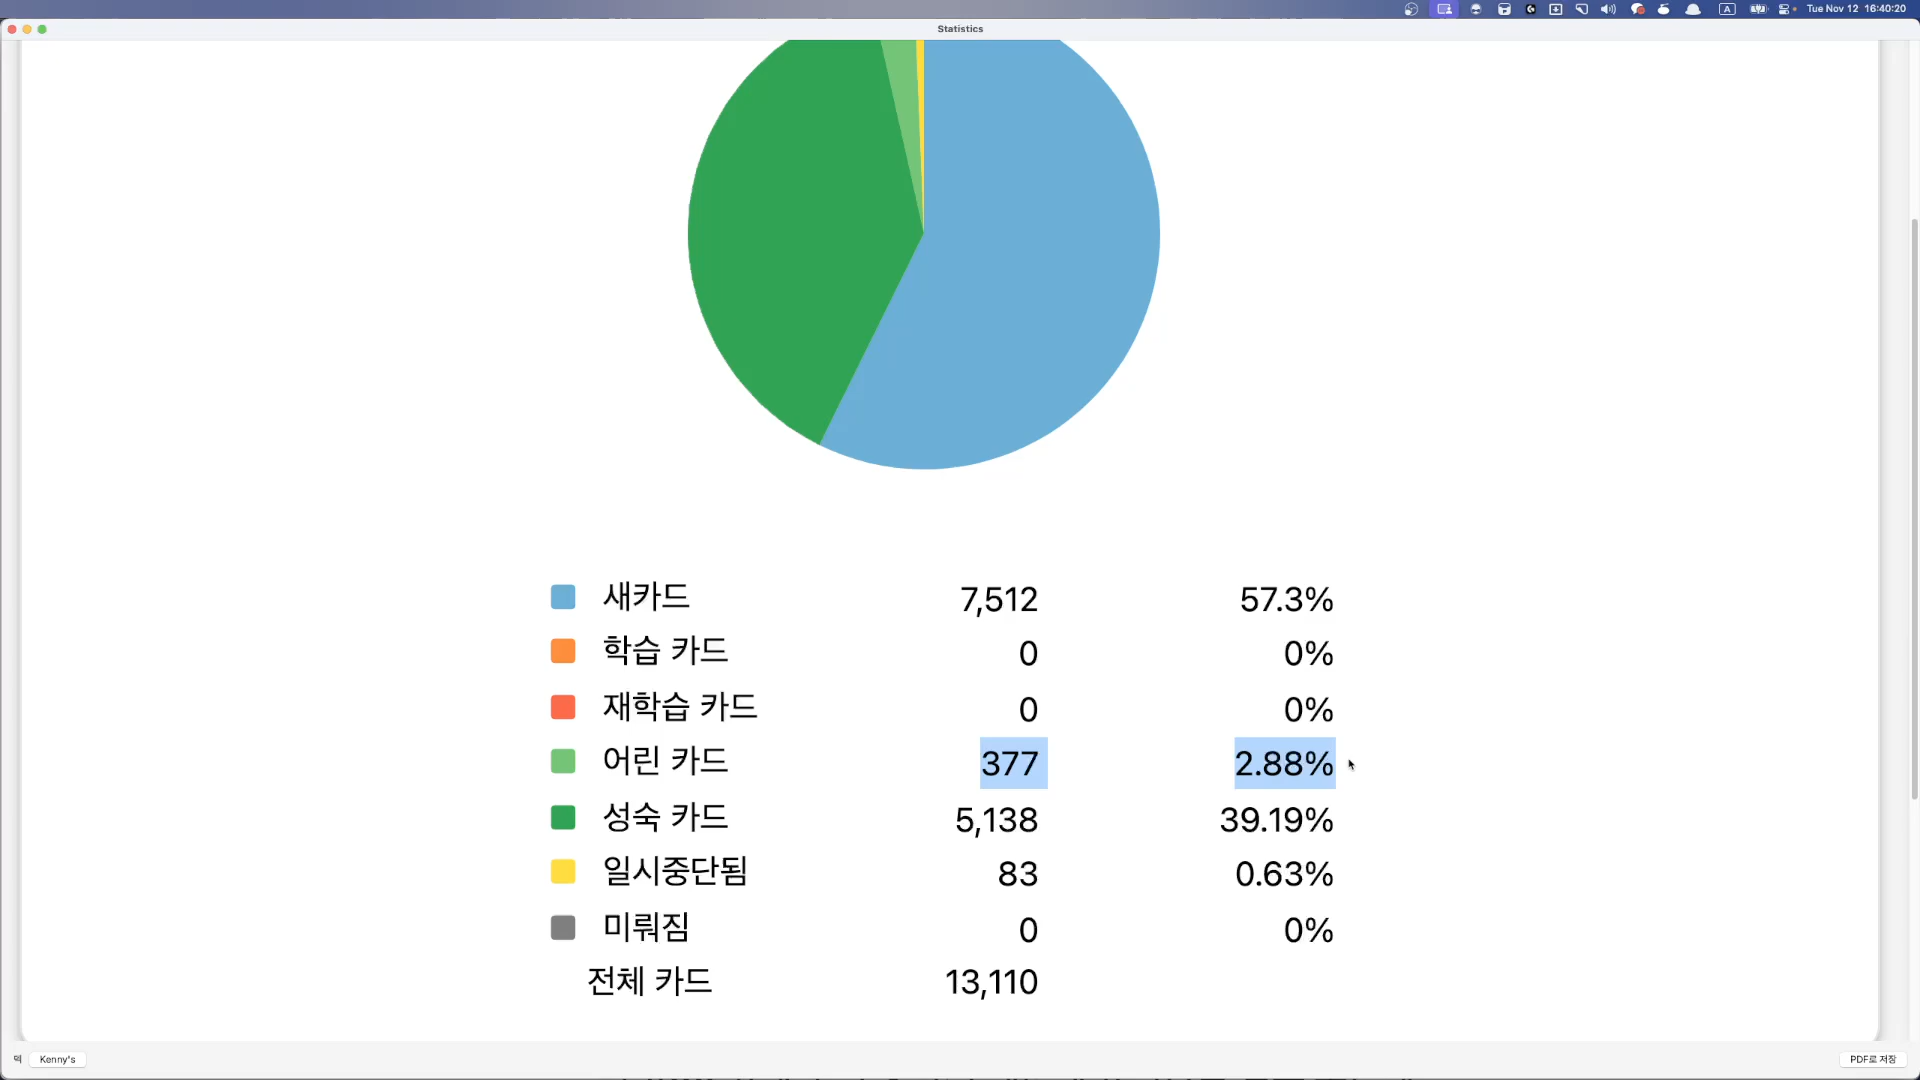 Tue Nov 12 16:40:20
Statistics
새카드 7,512 57.3%
학습 카드 0 0%
재학습 카드 0 0%
어린 카드 377 2.88%
성숙 카드 5,138 39.19%
일시중단됨 83 0.63%
미뤄짐 0 0%
전체 카드 13,110
덱 Kenny's PDF로 저장